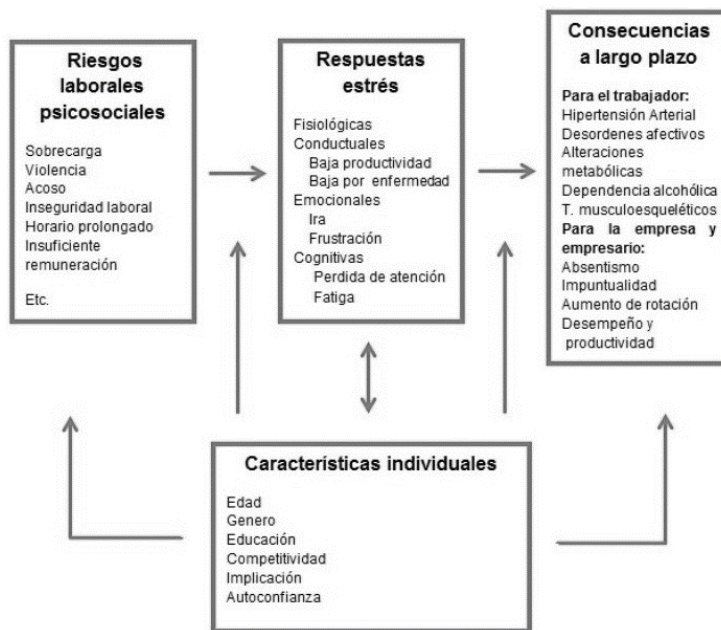 Riesgos
laborales
psicosociales
Sobrecarga
Violencia
Acoso
Inseguridad laboral
Horario prolongado
Insuficiente
remuneración
Etc.
Respuestas
estrés
Fisiológicas
Conductuales
Baja productividad
Baja por enfermedad
Emocionales
Ira
Frustración
Cognitivas
Perdida de atención
Fatiga
Consecuencias
a largo plazo
Para el trabajador:
Hipertensión Arterial
Desordenes afectivos
Alteraciones
metabólicas
Dependencia alcohólica
T. musculoesqueléticos
Para la empresa y
empresario:
Absentismo
Impuntualidad
Aumento de rotación
Desempeño y
productividad
Características individuales
Edad
Genero
Educación
Competitividad
Implicación
Autoconfianza